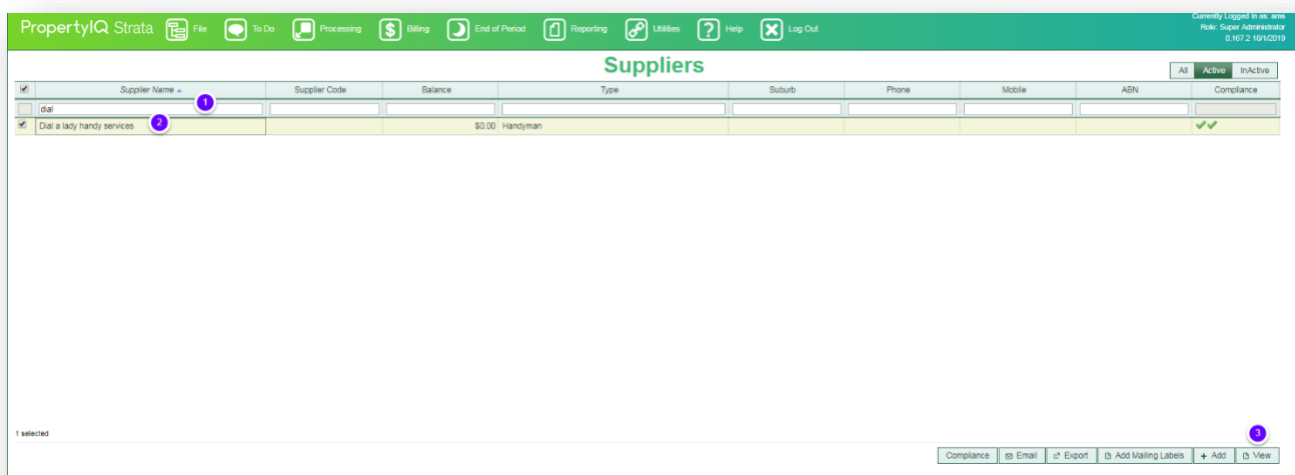 Currently Logged in as: ams
PropertyIQ Strata File To Do Processing Billing End of Period Reporting Utilities ? Help Log Out
Role: Super Administrator
0.167.2 18/1/2019
Suppliers
All Active InActive
Supplier Name Supplier Code Balance Type Suburb Phone Mobile ABN Compliance
dial 1
Dial a lady handy services 2 $0.00 Handyman
1 selected
3
Compliance Email Export Add Mailing Labels + Add View